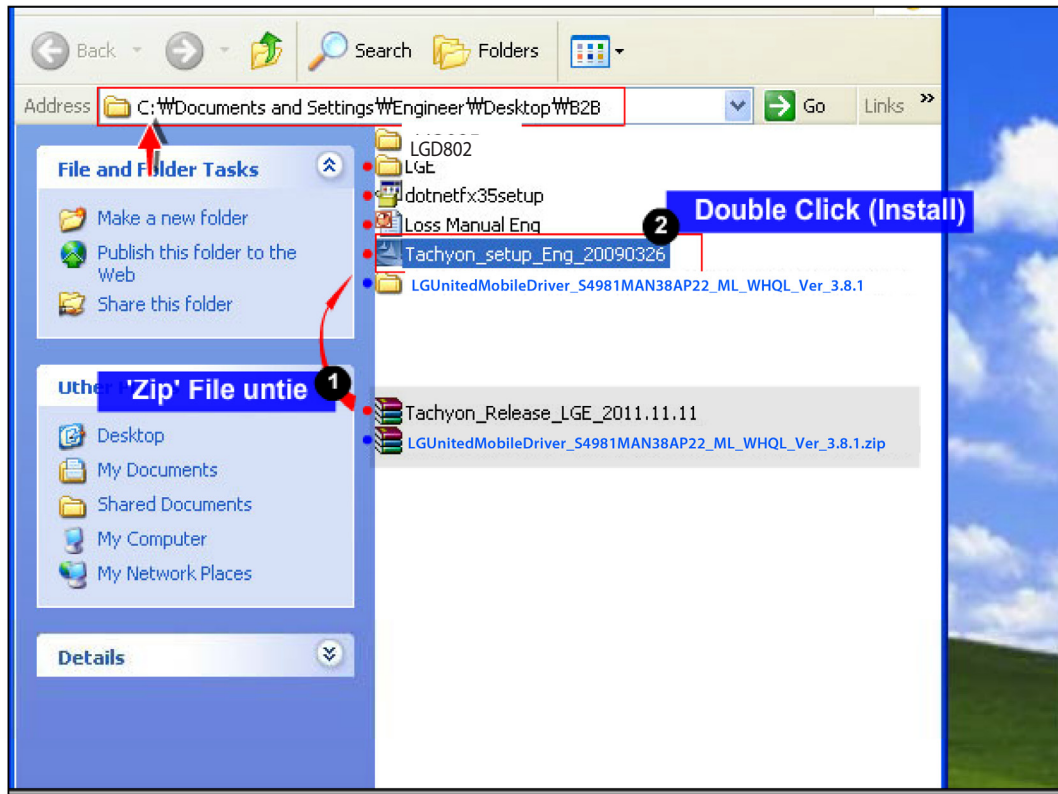 Back
Search
Folders
Address C:₩Documents and Settings₩Engineer₩Desktop₩B2B
Go
Links »
File and Folder Tasks
Make a new folder
Publish this folder to the
Web
Share this folder
'Zip' File untie 1
Desktop
My Documents
Shared Documents
My Computer
My Network Places
Details
LGD802
LGE
dotnetfx35setup
Loss Manual Eng
2 Double Click (Install)
Tachyon_setup_Eng_20090326
LGUnitedMobileDriver_S4981MAN38AP22_ML_WHQL_Ver_3.8.1
Tachyon_Release_LGE_2011.11.11
LGUnitedMobileDriver_S4981MAN38AP22_ML_WHQL_Ver_3.8.1.zip